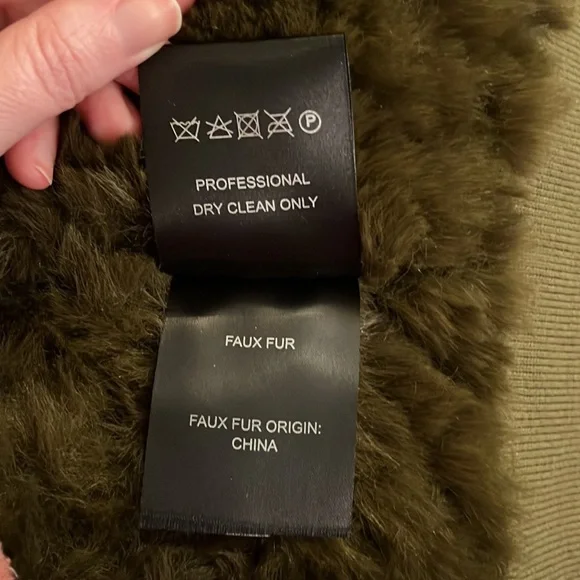 P
PROFESSIONAL
DRY CLEAN ONLY
FAUX FUR
FAUX FUR ORIGIN:
CHINA